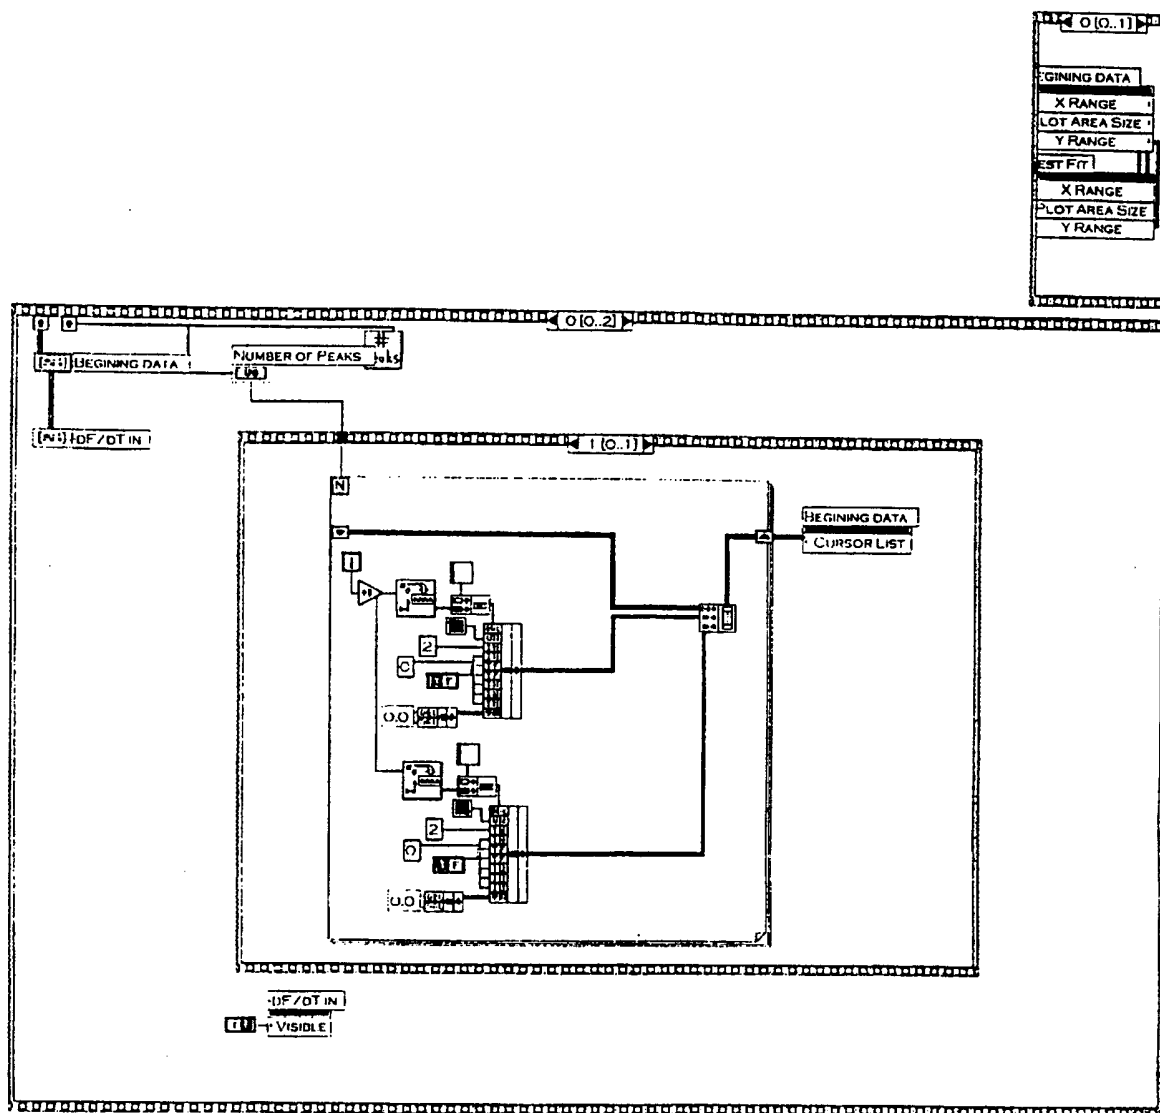 0 [0..1]
EGINING DATA
X RANGE
LOT AREA SIZE
Y RANGE
EST FIT
X RANGE
PLOT AREA SIZE
Y RANGE
0 [0..2]
#
NUMBER OF PEAKS
BEGINING DATA
DF/DT IN
1 [0..1]
N
BEGINING DATA
CURSOR LIST
2
0
F
0.0
2
0
F
0.0
DF/DT IN
VISIBLE